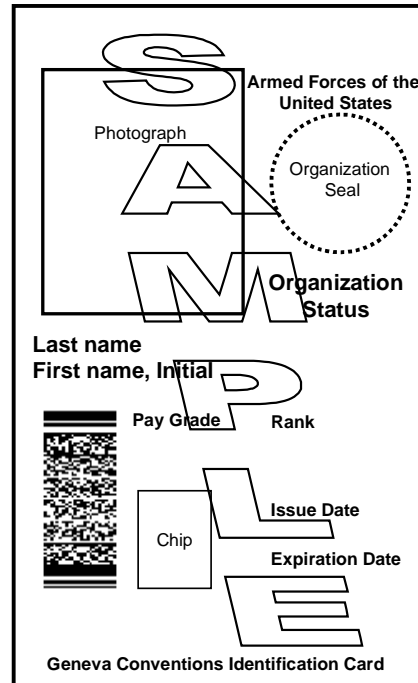 SAMPLE
Armed Forces of the
United States
Photograph
Organization
Seal
Organization
Status
Last name
First name, Initial
Pay Grade
Rank
Issue Date
Chip
Expiration Date
Geneva Conventions Identification Card